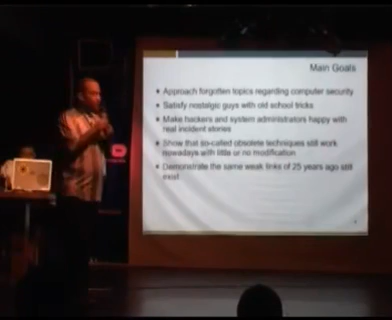 Main Goals
• Approach forgotten topics regarding computer security
• Satisfy nostalgic guys with old school tricks
• Make hackers and system administrators happy with
real incident stories
• Show that so-called obsolete techniques still work
nowadays with little or no modification
• Demonstrate the same weak links of 25 years ago still
exist